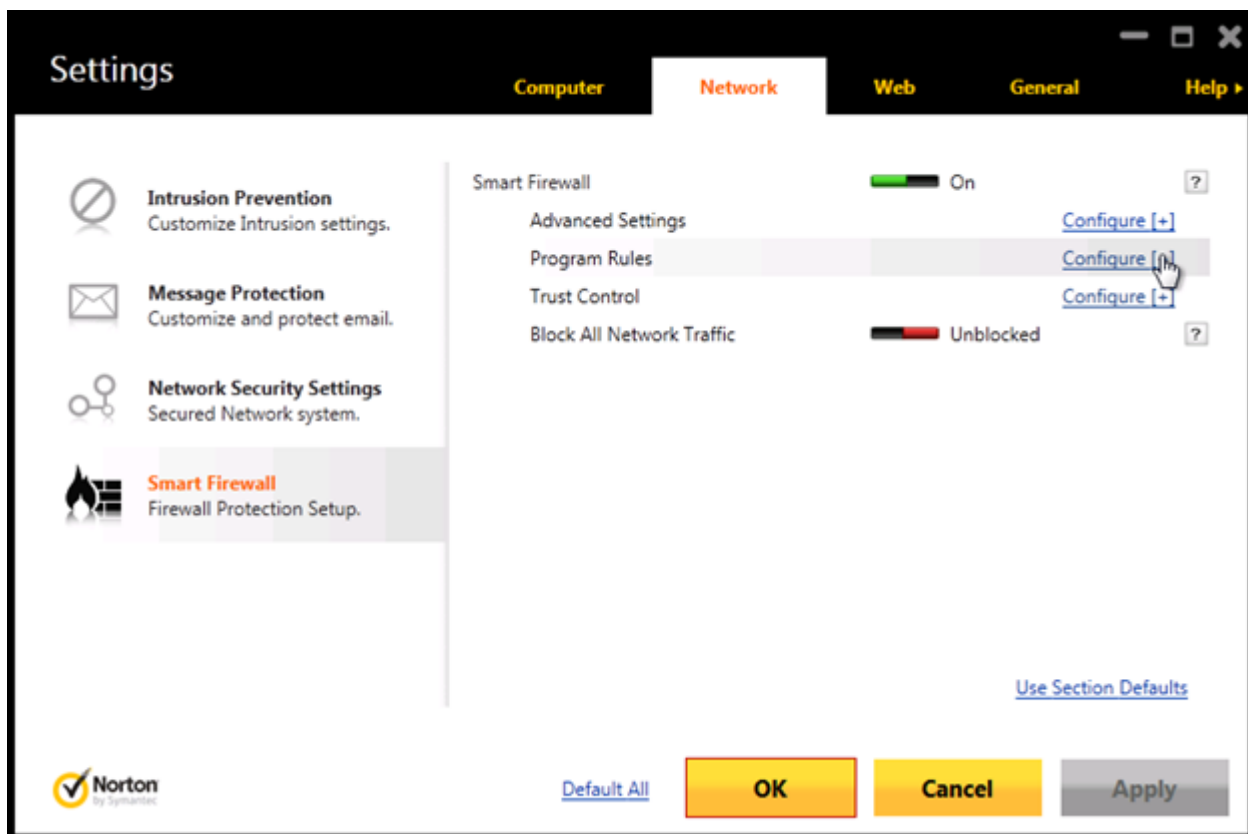 Settings
Computer
Network
Web
General
Help
Intrusion Prevention
Customize Intrusion settings.
Message Protection
Customize and protect email.
Network Security Settings
Secured Network system.
Smart Firewall
Firewall Protection Setup.
Smart Firewall
On
?
Advanced Settings
Configure [+]
Program Rules
Configure
Trust Control
Configure [+]
Block All Network Traffic
Unblocked
?
Use Section Defaults
Norton
by Symantec
Default All
OK
Cancel
Apply